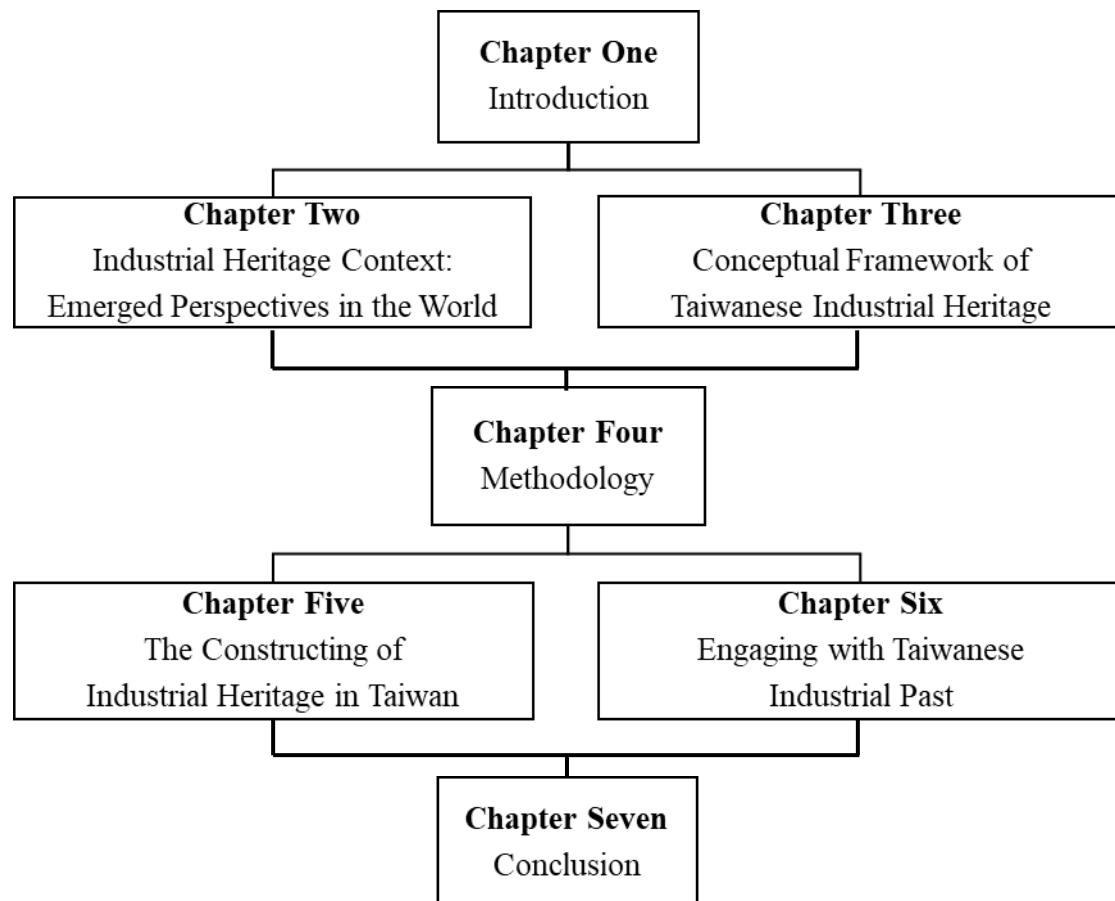 Chapter One
Introduction
Chapter Two
Industrial Heritage Context:
Emerged Perspectives in the World
Chapter Three
Conceptual Framework of
Taiwanese Industrial Heritage
Chapter Four
Methodology
Chapter Five
The Constructing of
Industrial Heritage in Taiwan
Chapter Six
Engaging with Taiwanese
Industrial Past
Chapter Seven
Conclusion